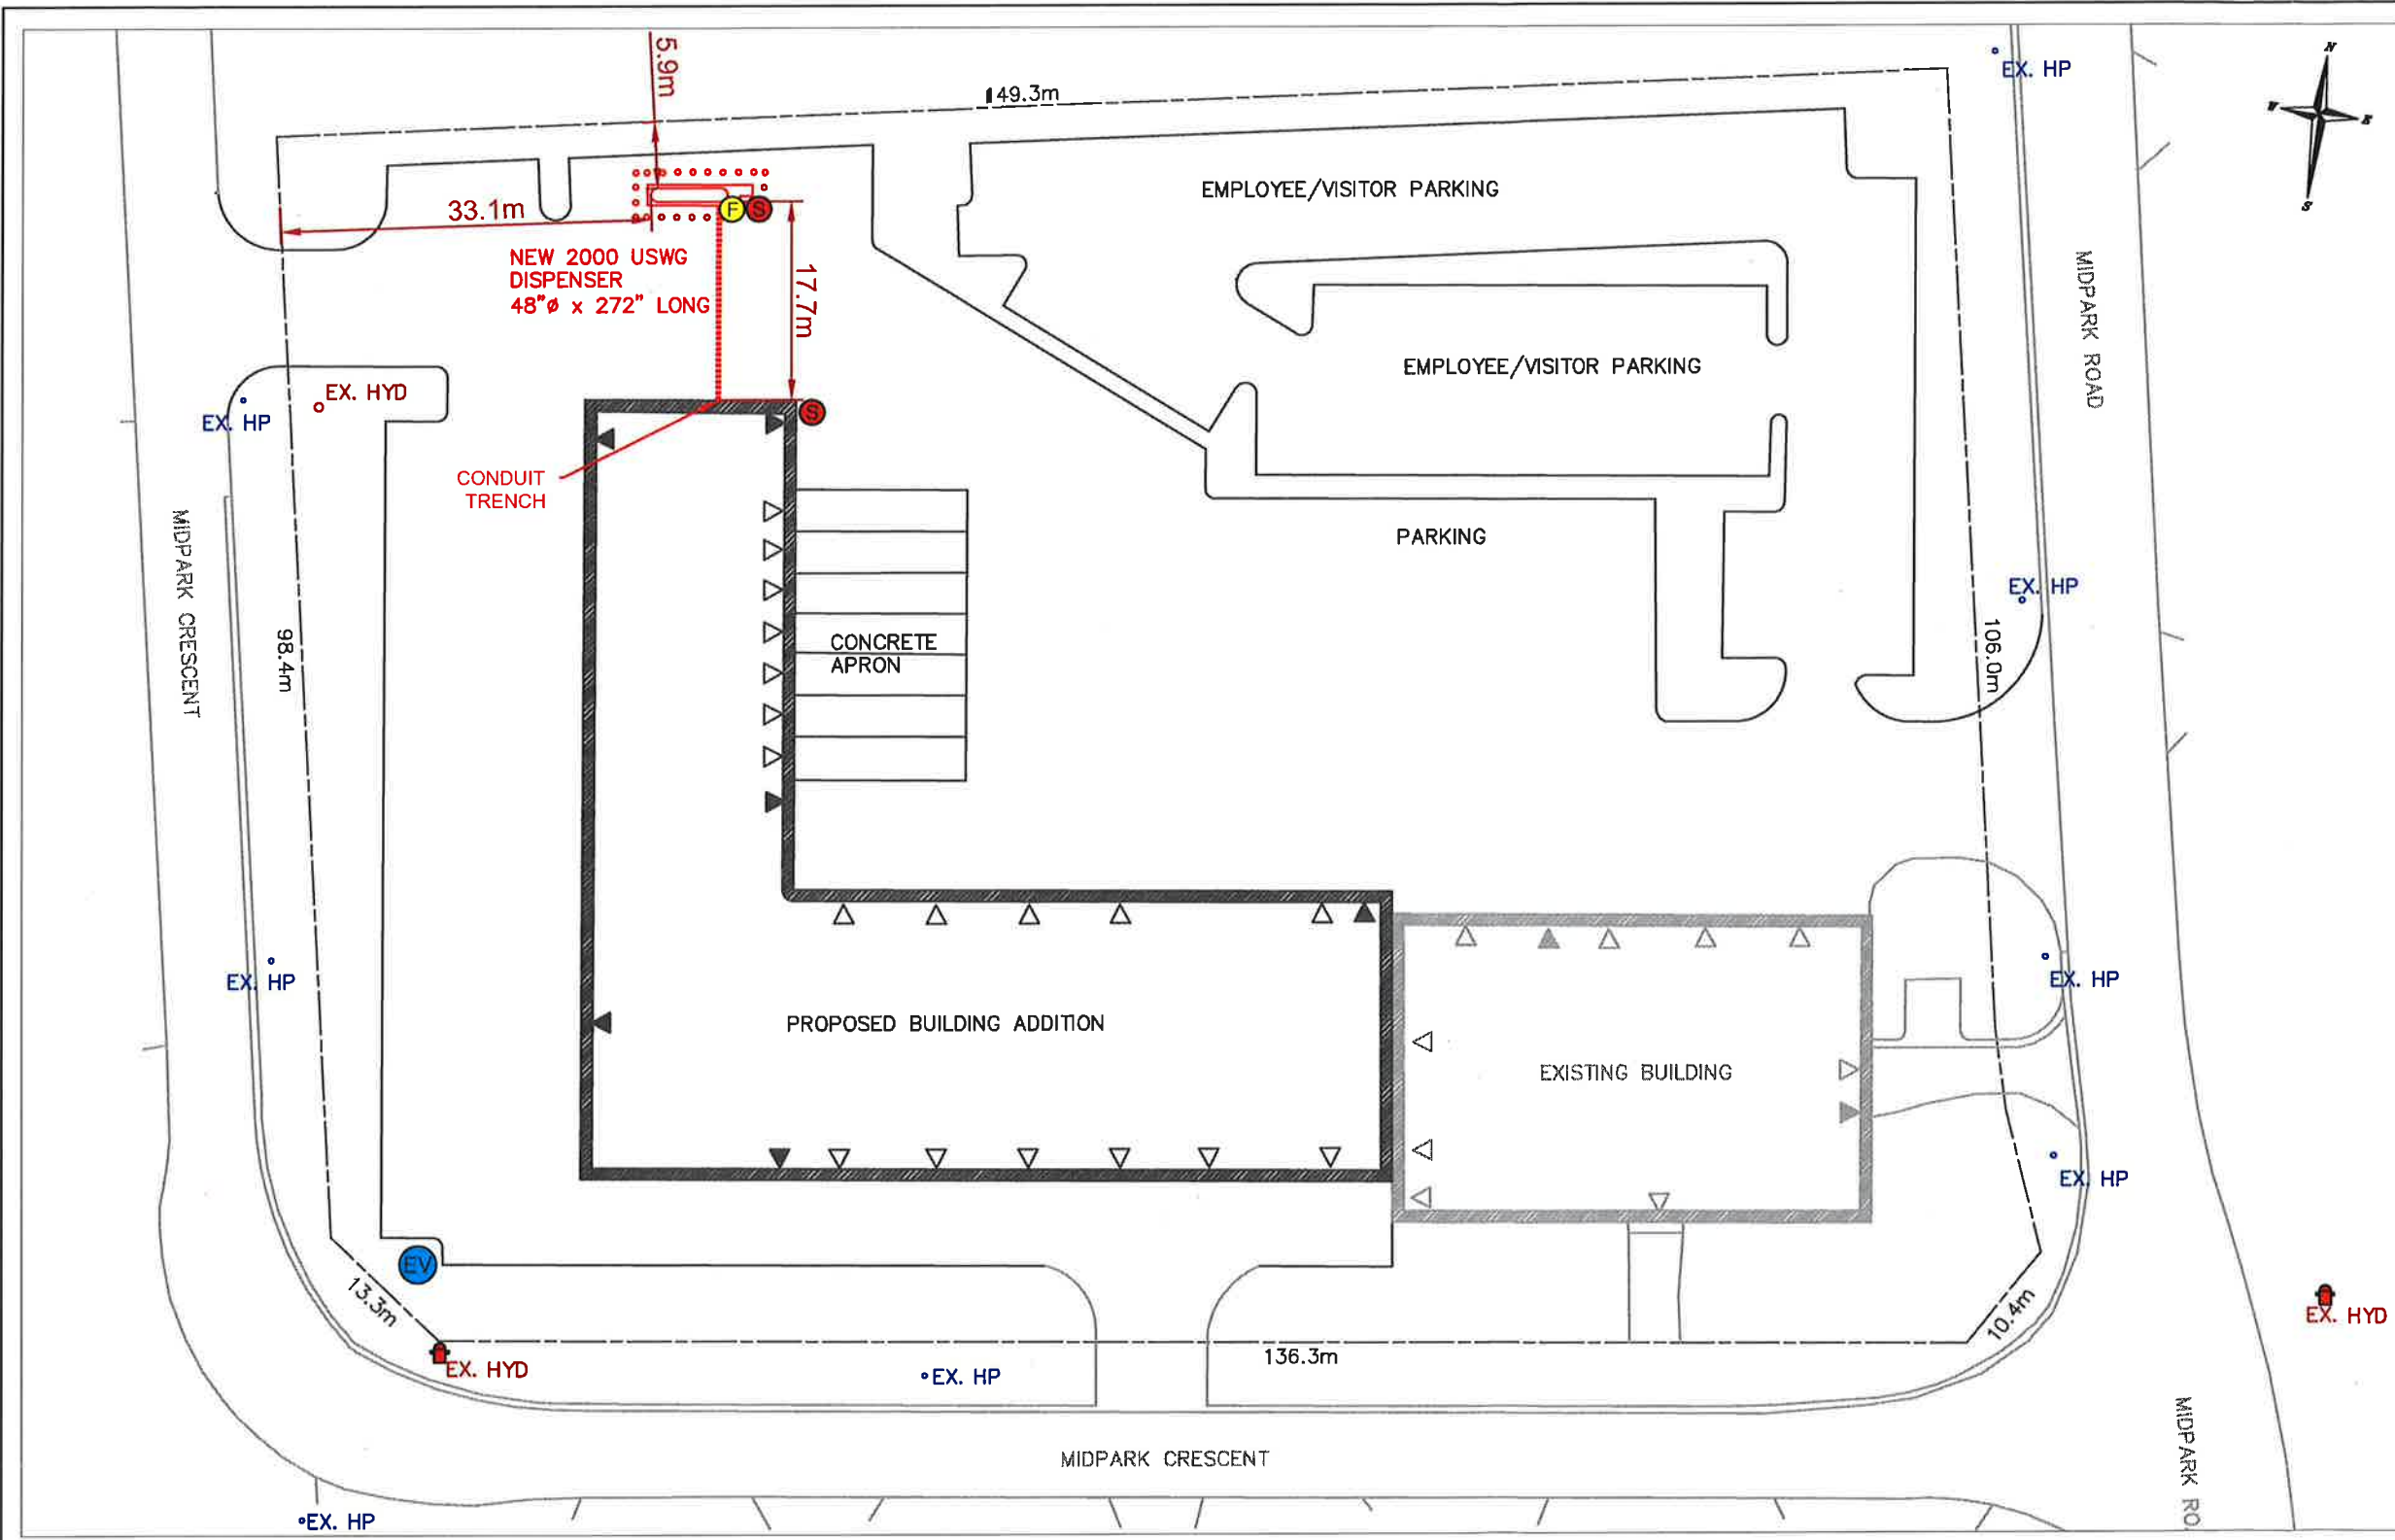 5.9m
149.3m
EX. HP
N
W
E
S
EMPLOYEE/VISITOR PARKING
33.1m
F
S
NEW 2000 USWG
DISPENSER
48"ø x 272" LONG
17.7m
MIDPARK ROAD
EMPLOYEE/VISITOR PARKING
EX. HYD
EX. HP
S
CONDUIT
TRENCH
PARKING
MIDPARK CRESCENT
EX. HP
98.4m
CONCRETE
APRON
106.0m
EX. HP
EX. HP
PROPOSED BUILDING ADDITION
EXISTING BUILDING
EX. HP
EV
13.3m
10.4m
EX. HYD
EX. HYD
136.3m
EX. HP
MIDPARK CRESCENT
MIDPARK RO
EX. HP